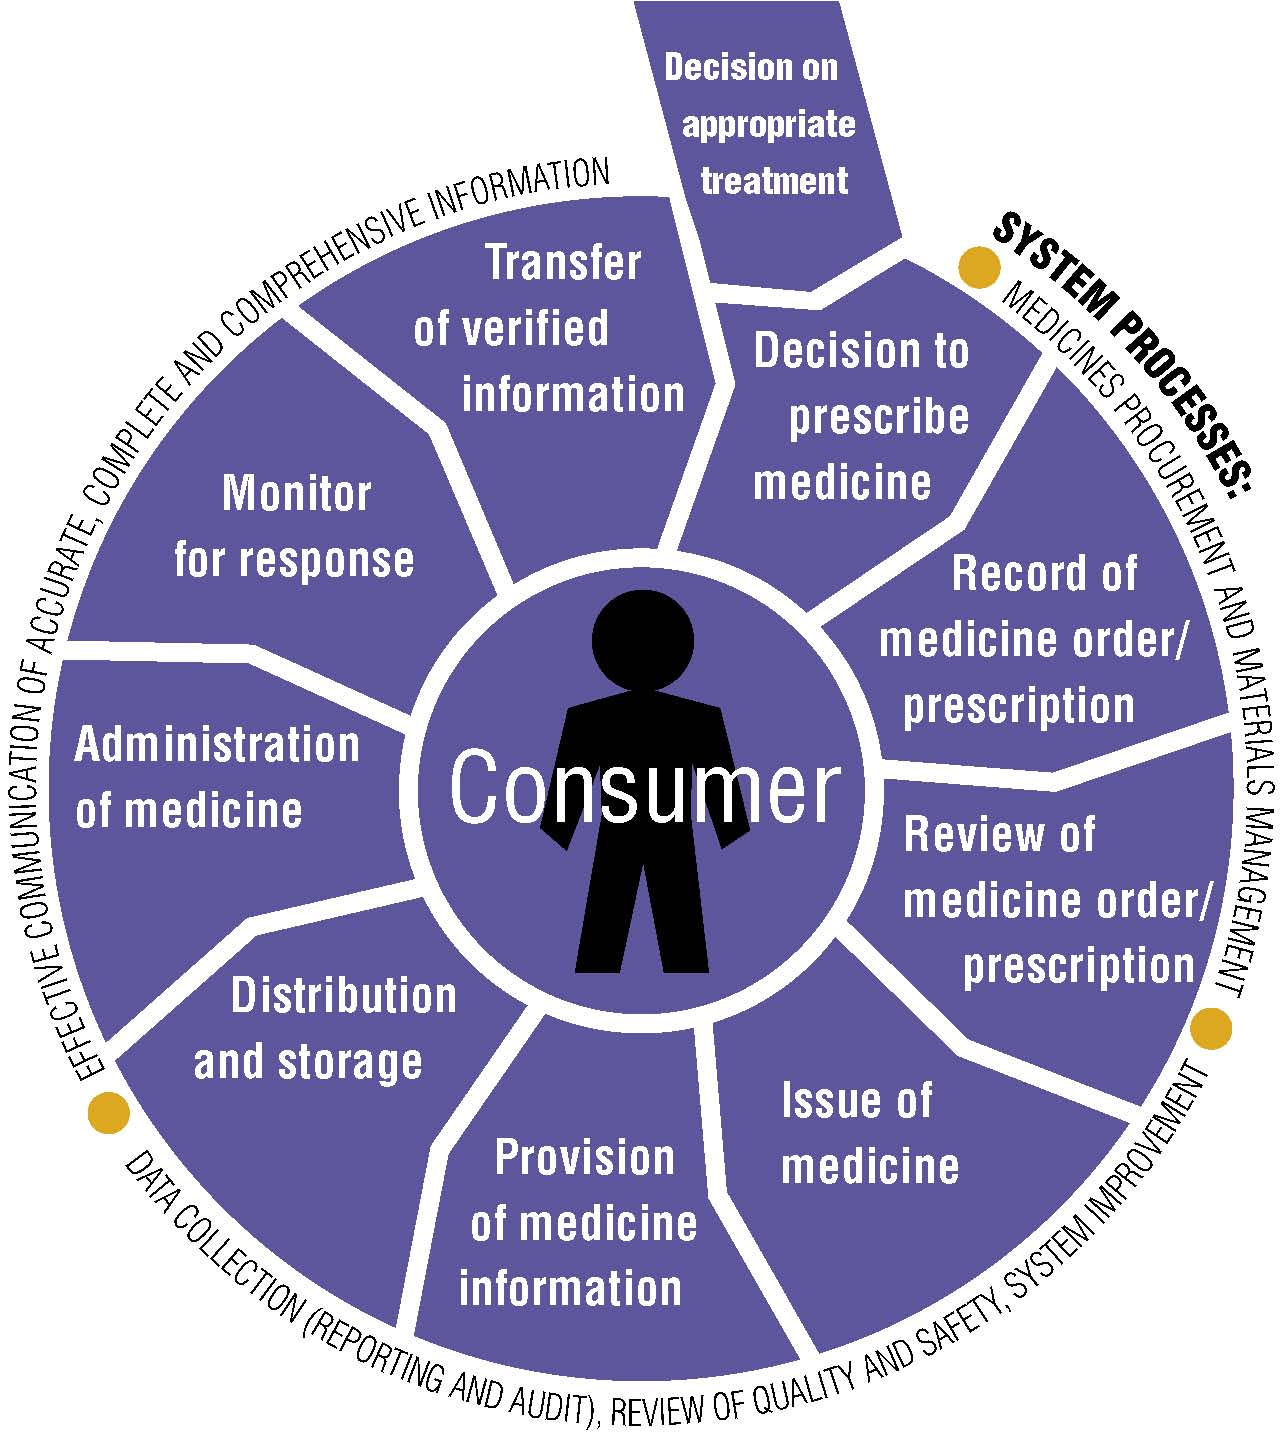 Decision on
appropriate
treatment
SYSTEM PROCESSES:
MEDICINES PROCUREMENT AND MATERIALS MANAGEMENT
Decision to
prescribe
medicine
Record of
medicine order/
prescription
Review of
medicine order/
prescription
Issue of
medicine
Provision
of medicine
information
Distribution
and storage
Administration
of medicine
Monitor
for response
Transfer
of verified
information
Consumer
DATA COLLECTION (REPORTING AND AUDIT), REVIEW OF QUALITY AND SAFETY, SYSTEM IMPROVEMENT
EFFECTIVE COMMUNICATION OF ACCURATE, COMPLETE AND COMPREHENSIVE INFORMATION